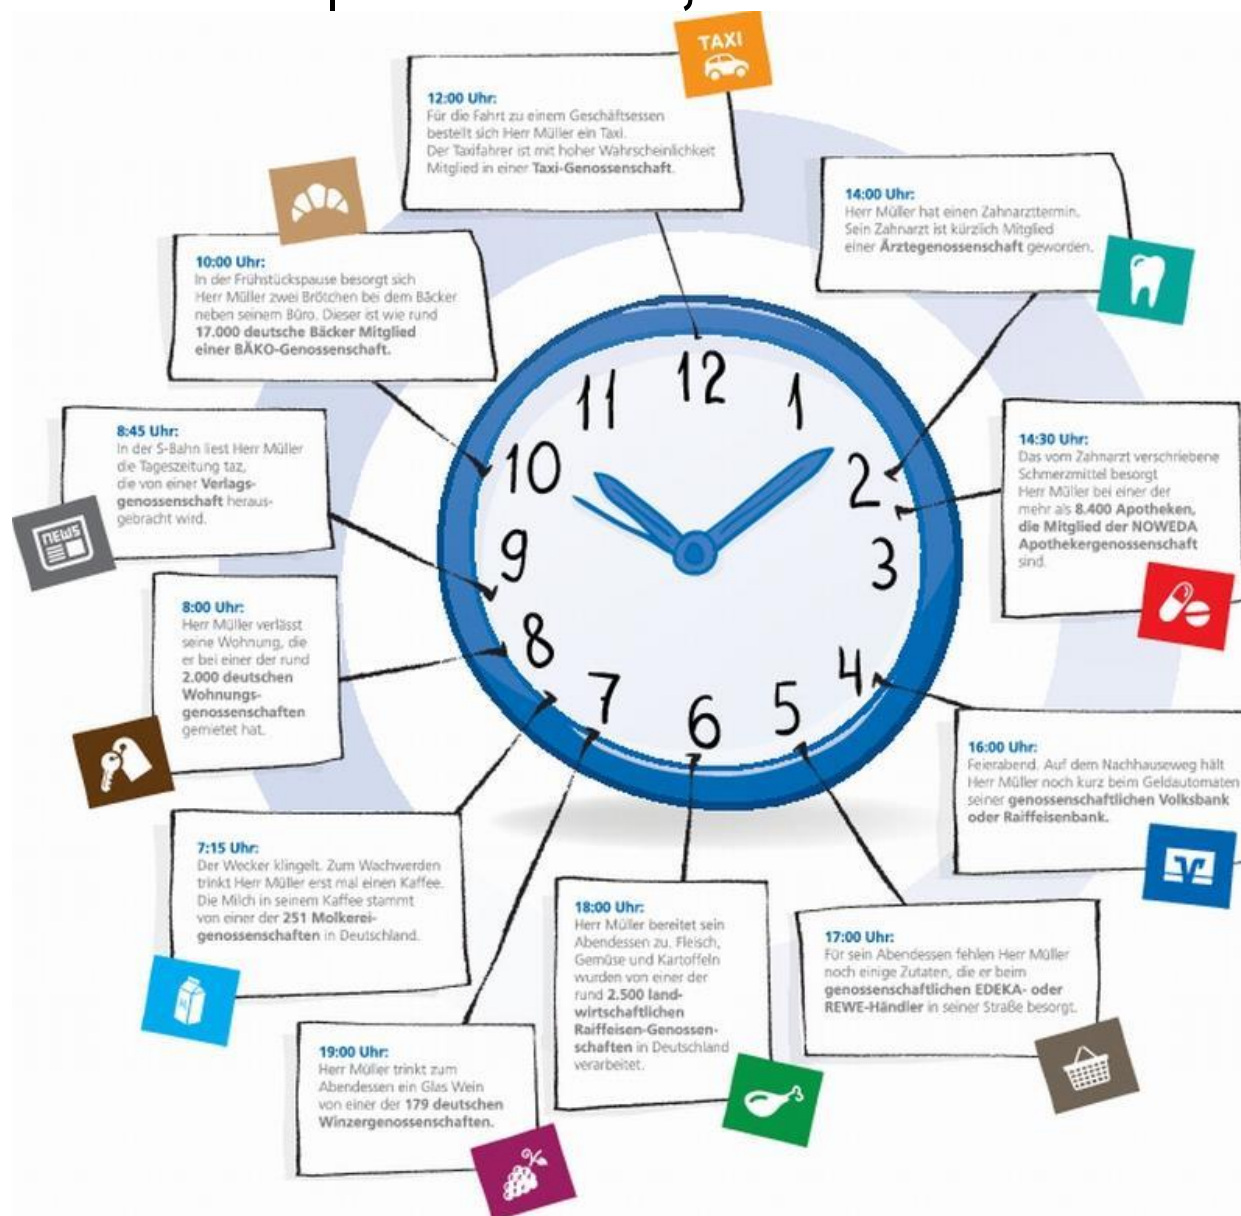 TAXI
12:00 Uhr:
Für die Fahrt zu einem Geschäftsessen
bestellt sich Herr Müller ein Taxi.
Der Taxifahrer ist mit hoher Wahrscheinlichkeit
Mitglied in einer Taxi-Genossenschaft.
14:00 Uhr:
Herr Müller hat einen Zahnarzttermin.
Sein Zahnarzt ist kürzlich Mitglied
einer Ärztegenossenschaft geworden.
10:00 Uhr:
In der Frühstückspause besorgt sich
Herr Müller zwei Brötchen bei dem Bäcker
neben seinem Büro. Dieser ist wie rund
17.000 deutsche Bäcker Mitglied
einer BÄKO-Genossenschaft.
14:30 Uhr:
Das vom Zahnarzt verschriebene
Schmerzmittel besorgt
Herr Müller bei einer der
mehr als 8.400 Apotheken,
die Mitglied der NOWEDA
Apothekergenossenschaft
sind.
8:45 Uhr:
In der S-Bahn liest Herr Müller
die Tageszeitung taz,
die von einer Verlags-
genossenschaft heraus-
gebracht wird.
NEWS
8:00 Uhr:
Herr Müller verlässt
seine Wohnung, die
er bei einer der rund
2.000 deutschen
Wohnungs-
genossenschaften
gemietet hat.
12
1
2
3
4
5
6
7
8
9
10
11
16:00 Uhr:
Feierabend. Auf dem Nachhauseweg hält
Herr Müller noch kurz beim Geldautomaten
seiner genossenschaftlichen Volksbank
oder Raiffeisenbank.
7:15 Uhr:
Der Wecker klingelt. Zum Wachwerden
trinkt Herr Müller erst mal einen Kaffee.
Die Milch in seinem Kaffee stammt
von einer der 251 Molkerei-
genossenschaften in Deutschland.
18:00 Uhr:
Herr Müller bereitet sein
Abendessen zu. Fleisch,
Gemüse und Kartoffeln
wurden von einer der
rund 2.500 land-
wirtschaftlichen
Raiffeisen-Genossen-
schaften in Deutschland
verarbeitet.
17:00 Uhr:
Für sein Abendessen fehlen Herr Müller
noch einige Zutaten, die er beim
genossenschaftlichen EDEKA- oder
REWE-Händler in seiner Straße besorgt.
19:00 Uhr:
Herr Müller trinkt zum
Abendessen ein Glas Wein
von einer der 179 deutschen
Winzergenossenschaften.